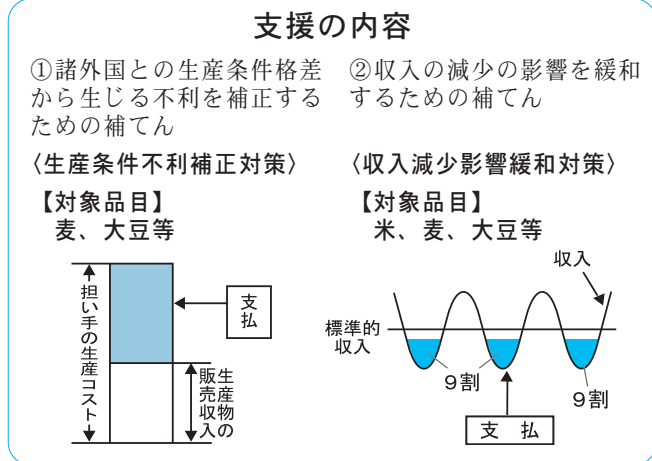 支援の内容
①諸外国との生産条件格差
から生じる不利を補正する
ための補てん
〈生産条件不利補正対策〉
【対象品目】
麦、大豆等
担い手の生産コスト
支払
生産物の
販売収入
②収入の減少の影響を緩和
するための補てん
〈収入減少影響緩和対策〉
【対象品目】
米、麦、大豆等
収入
標準的
収入
9割
9割
支払